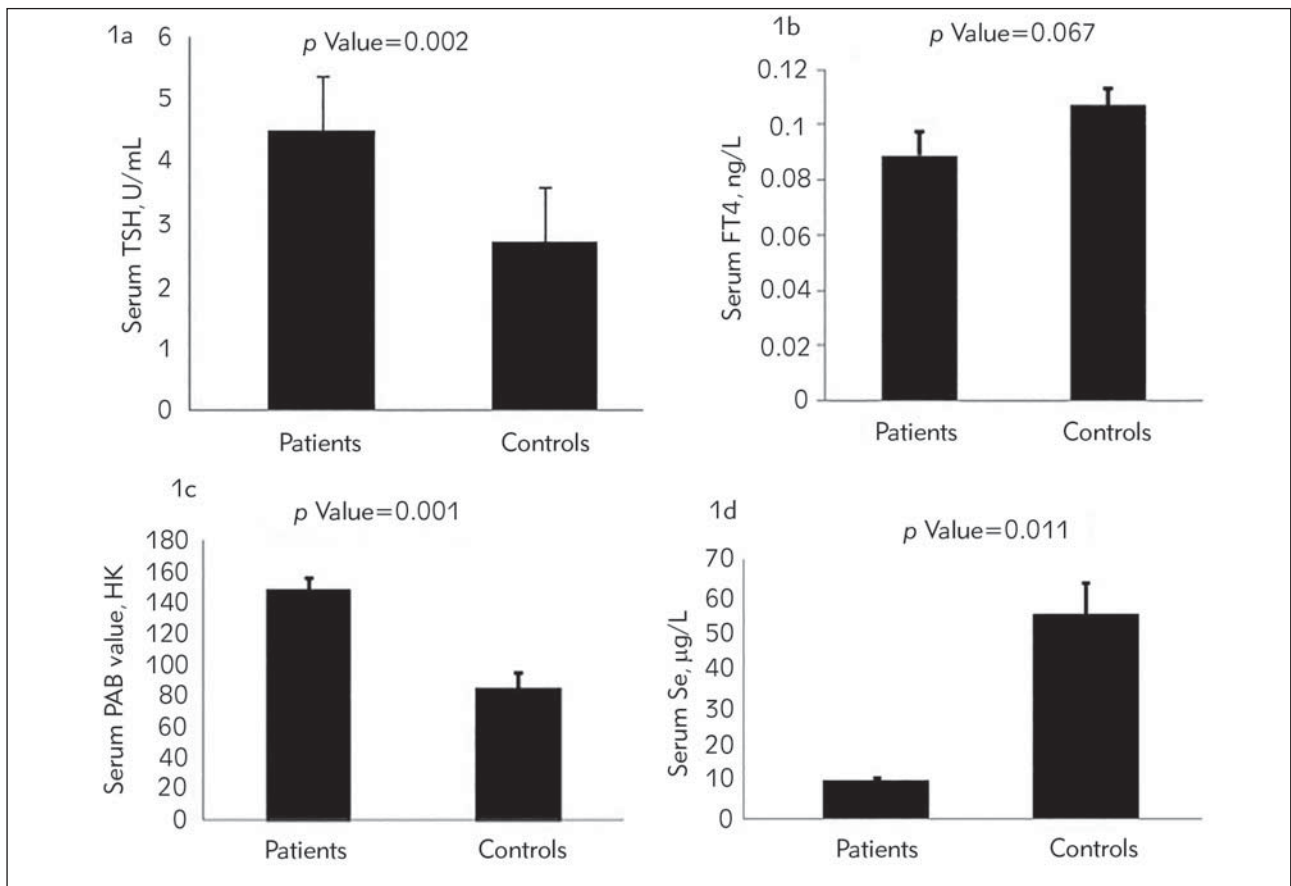 1a
p Value=0.002
6
5
4
3
2
1
0
Serum TSH, U/mL
Patients
Controls
1b
p Value=0.067
0.12
0.1
0.08
0.06
0.04
0.02
0
Serum FT4, ng/L
Patients
Controls
1c
p Value=0.001
180
160
140
120
100
80
60
40
20
0
Serum PAB value, HK
Patients
Controls
1d
p Value=0.011
70
60
50
40
30
20
10
0
Serum Se, µg/L
Patients
Controls